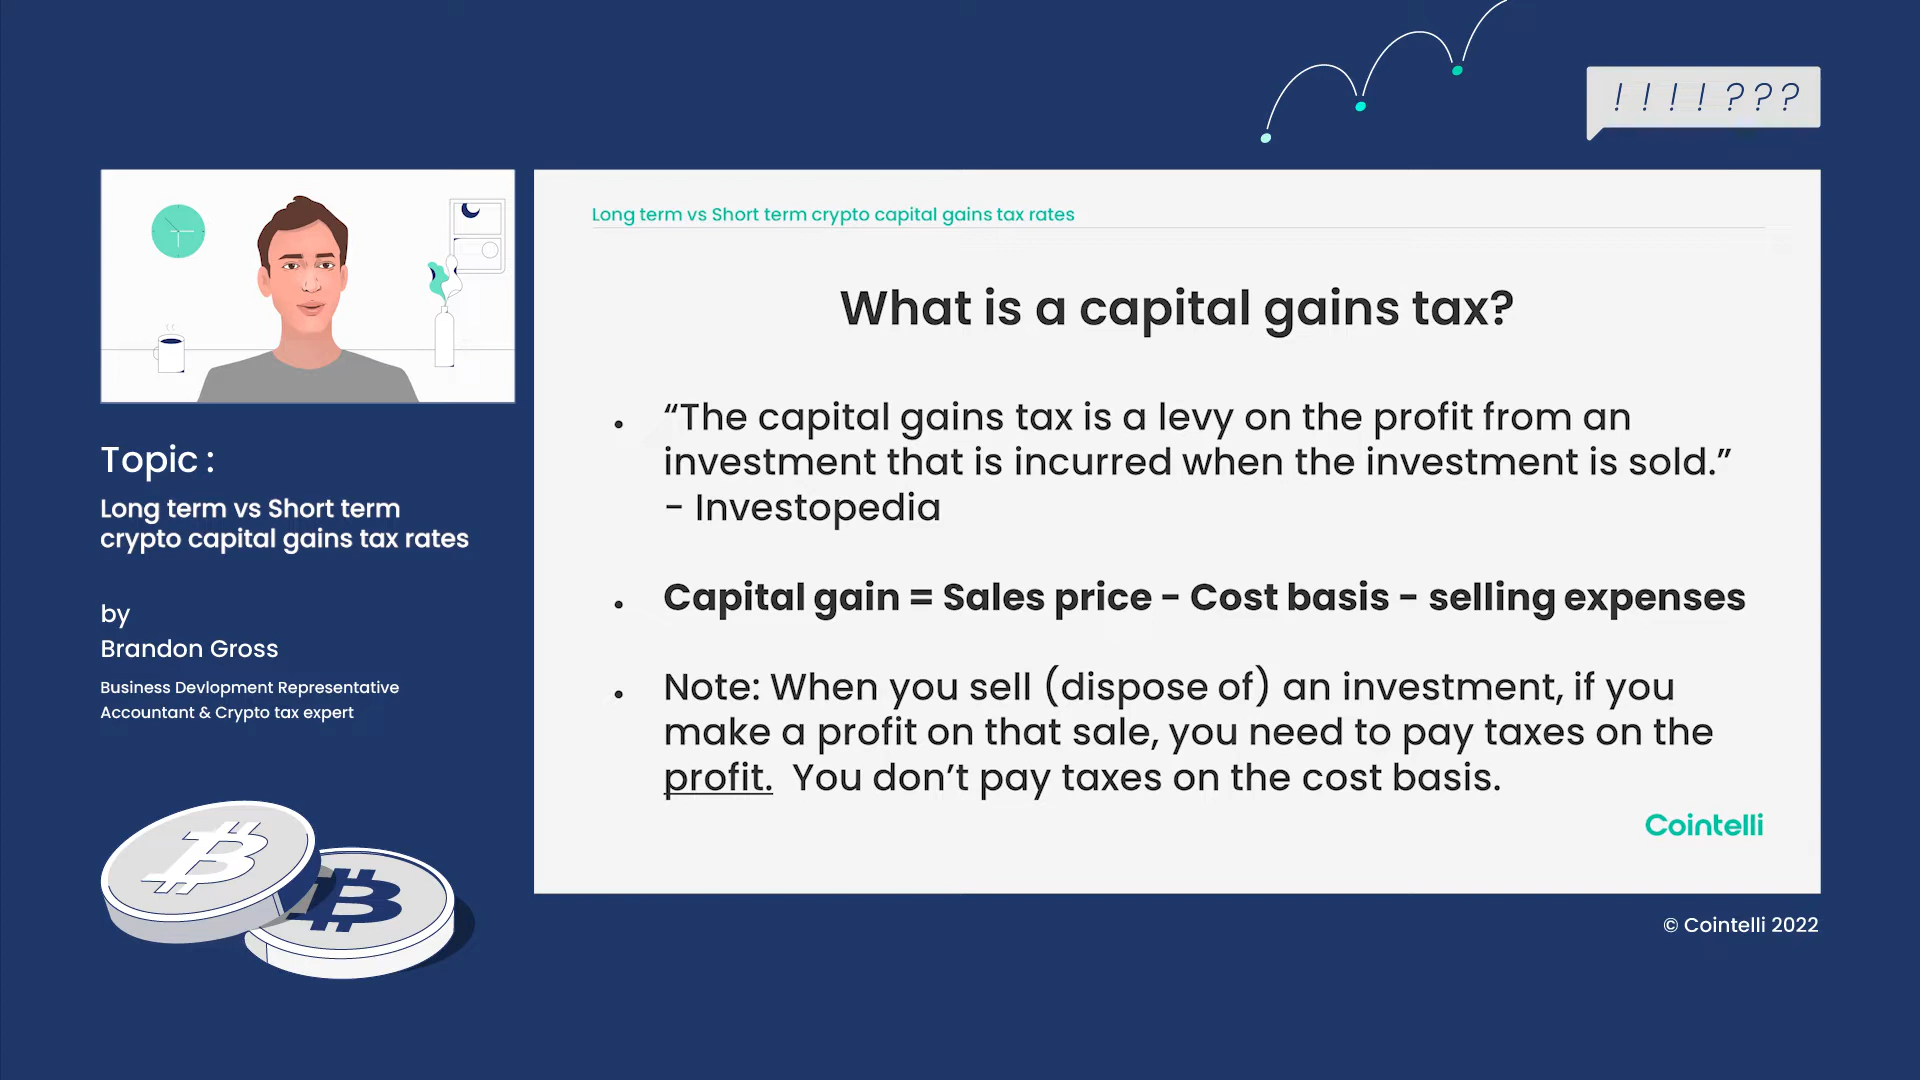 ! ! ! ! ? ? ?
Topic :
Long term vs Short term
crypto capital gains tax rates
by
Brandon Gross
Business Devlopment Representative
Accountant & Crypto tax expert
Long term vs Short term crypto capital gains tax rates
What is a capital gains tax?
• “The capital gains tax is a levy on the profit from an
investment that is incurred when the investment is sold.”
- Investopedia
• Capital gain = Sales price - Cost basis - selling expenses
• Note: When you sell (dispose of) an investment, if you
make a profit on that sale, you need to pay taxes on the
profit. You don’t pay taxes on the cost basis.
Cointelli
© Cointelli 2022